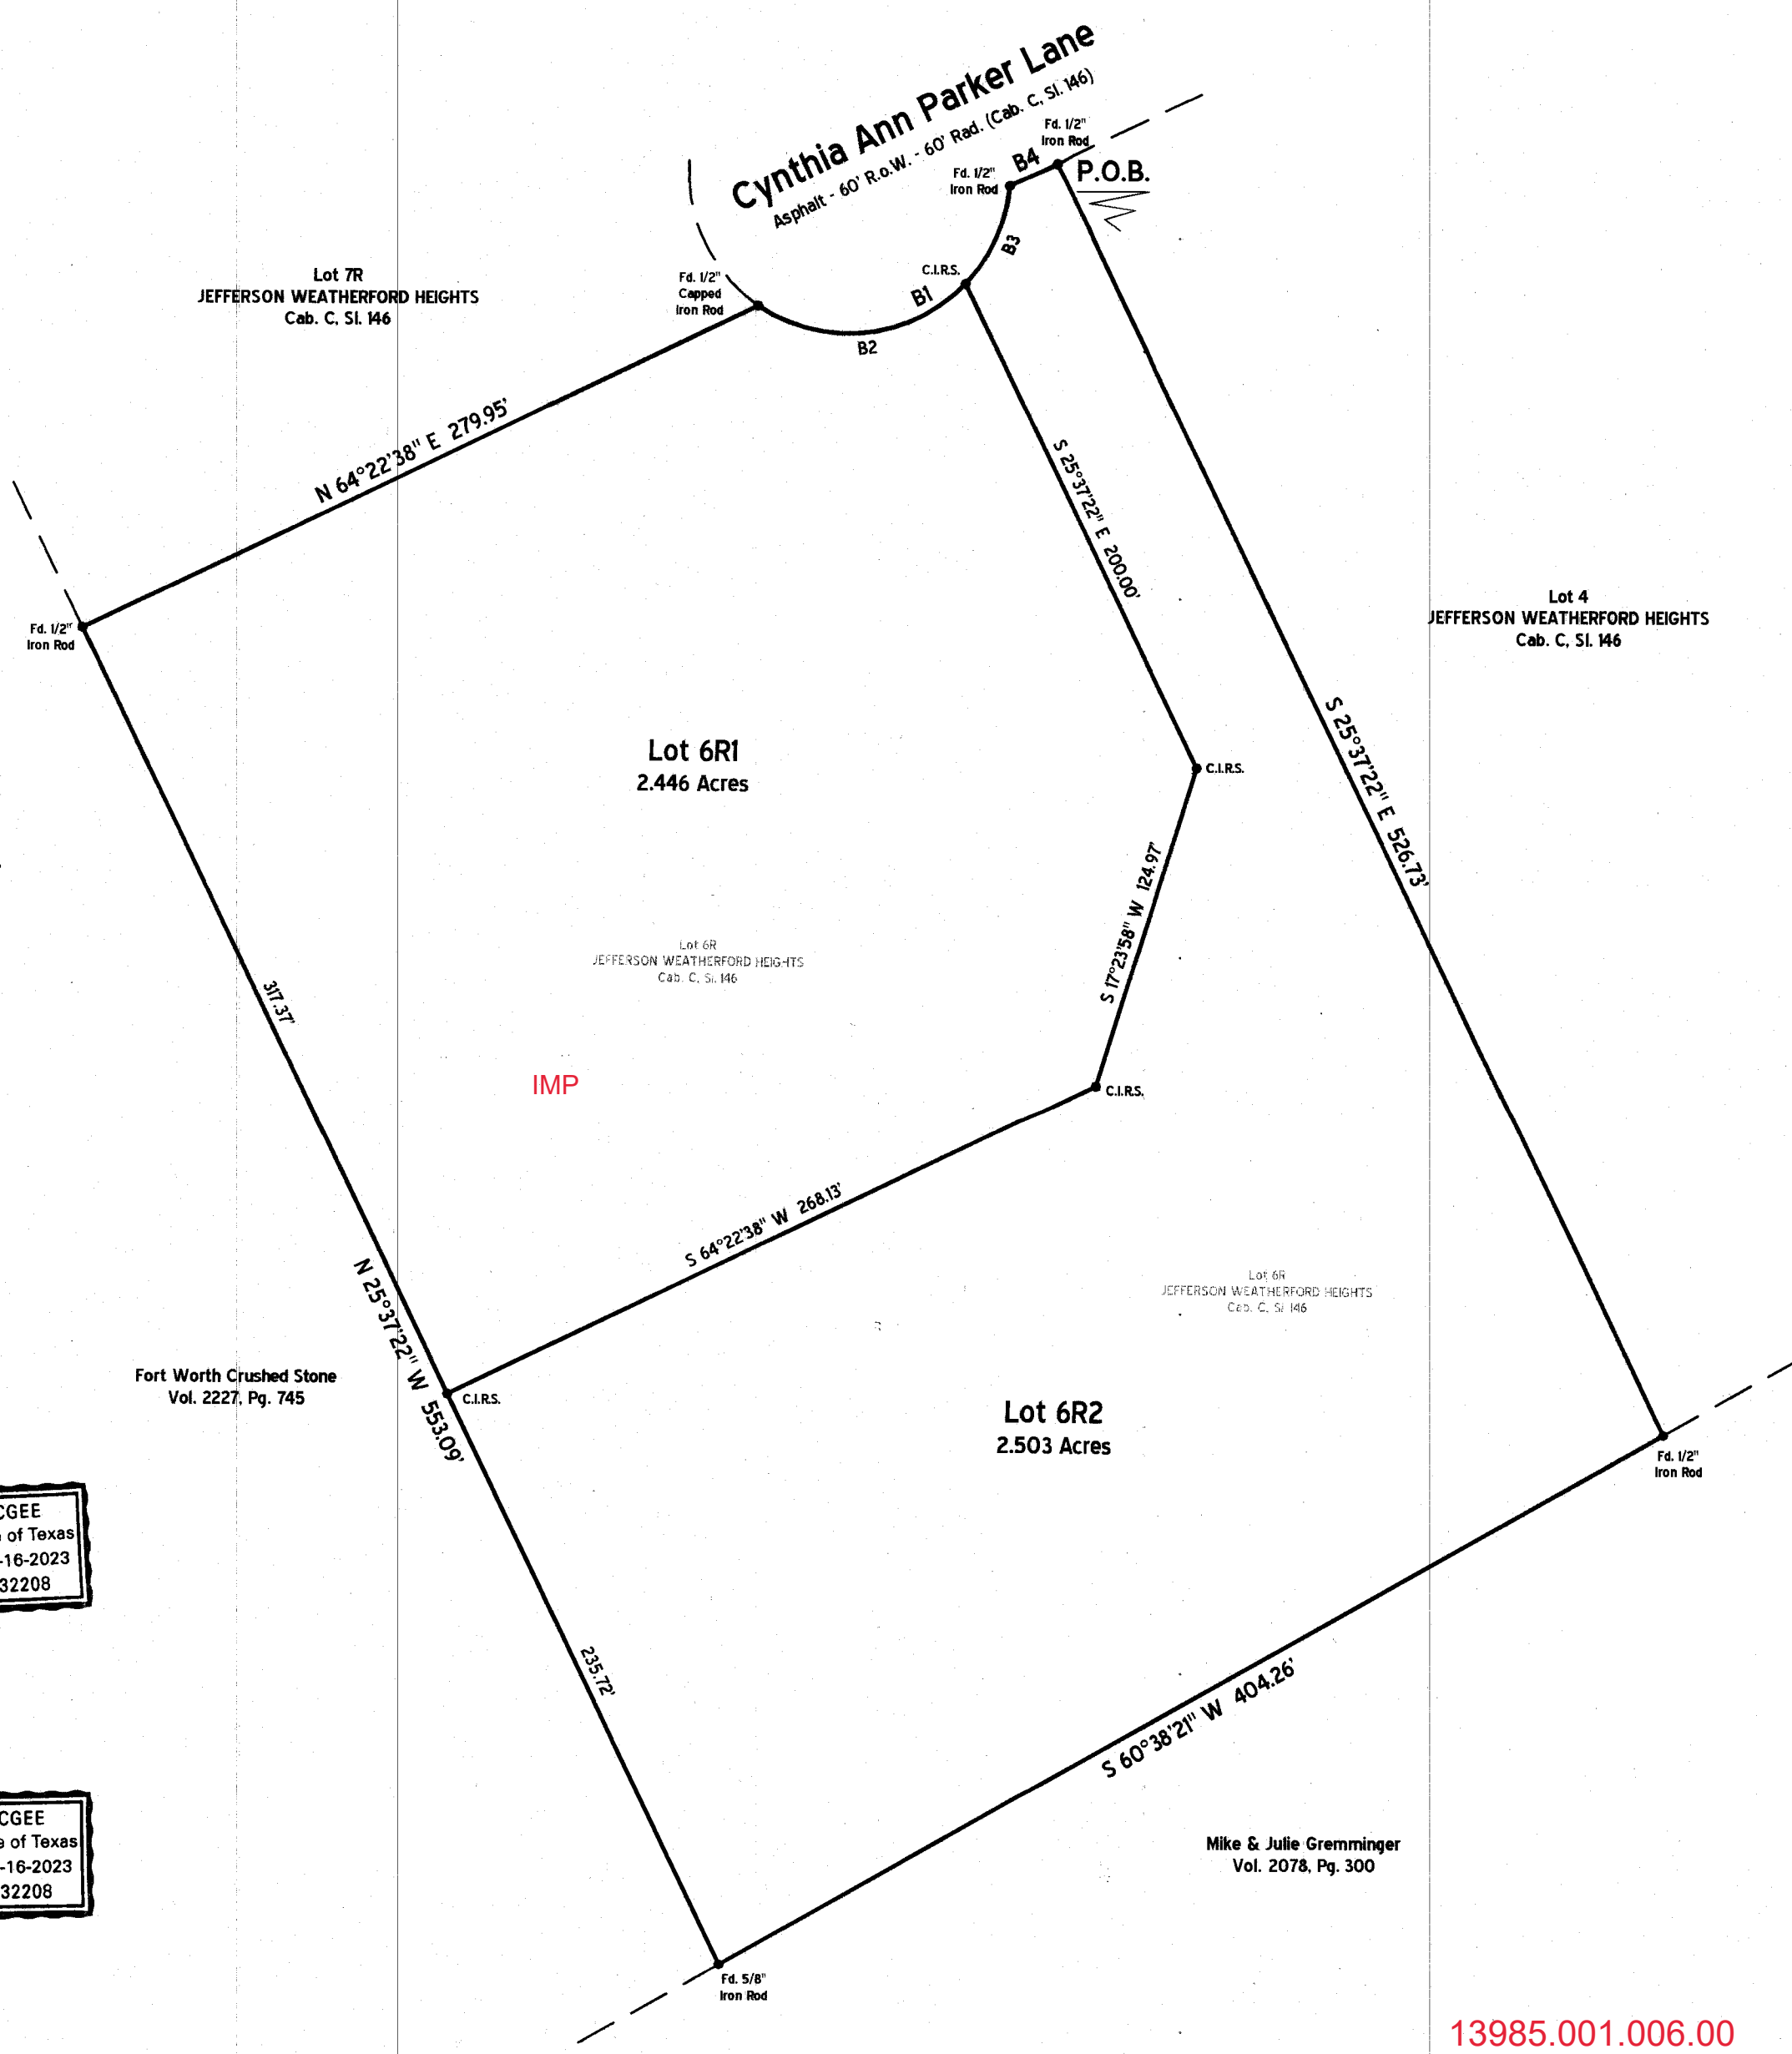 Cynthia Ann Parker Lane
Asphalt - 60' R.o.W. - 60' Rad. (Cab. C, Sl. 146)
Fd. 1/2"
Iron Rod
B4
P.O.B.
Fd. 1/2"
Iron Rod
B3
C.I.R.S.
B1
B2
Fd. 1/2"
Capped
Iron Rod
Lot 7R
JEFFERSON WEATHERFORD HEIGHTS
Cab. C, Sl. 146
N 64°22'38" E 279.95'
S 25°37'22" E 200.00'
Fd. 1/2"
Iron Rod
Lot 4
JEFFERSON WEATHERFORD HEIGHTS
Cab. C, Sl. 146
Lot 6R1
2.446 Acres
C.I.R.S.
S 25°37'22" E 526.73'
S 17°23'58" W 124.97'
Lot 6R
JEFFERSON WEATHERFORD HEIGHTS
Cab. C, Sl. 146
317.37'
IMP
C.I.R.S.
S 64°22'38" W 268.13'
Lot 6R
JEFFERSON WEATHERFORD HEIGHTS
Cab. C, Sl 146
N 25°37'22" W 553.09'
Fort Worth Crushed Stone
Vol. 2227, Pg. 745
C.I.R.S.
Lot 6R2
2.503 Acres
Fd. 1/2"
Iron Rod
CGEE
of Texas
-16-2023
32208
235.72'
S 60°38'21" W 404.26'
CGEE
e of Texas
-16-2023
32208
Mike & Julie Gremminger
Vol. 2078, Pg. 300
Fd. 5/8"
Iron Rod
13985.001.006.00